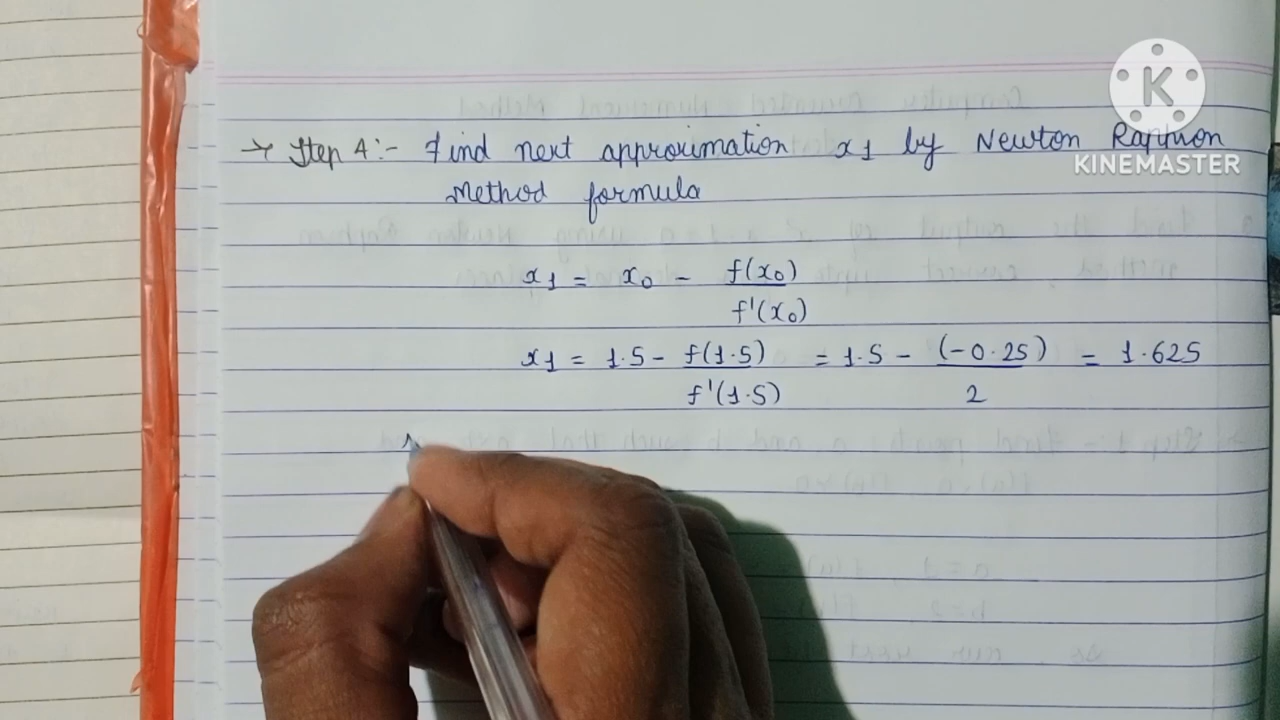 → Step 4:- Find next approximation x1 by Newton Raphson
Method formula
x1 = x0 - f(x0)
f'(x0)
x1 = 1.5 - f(1.5) = 1.5 - (-0.25) = 1.625
f'(1.5) 2
K
KINEMASTER